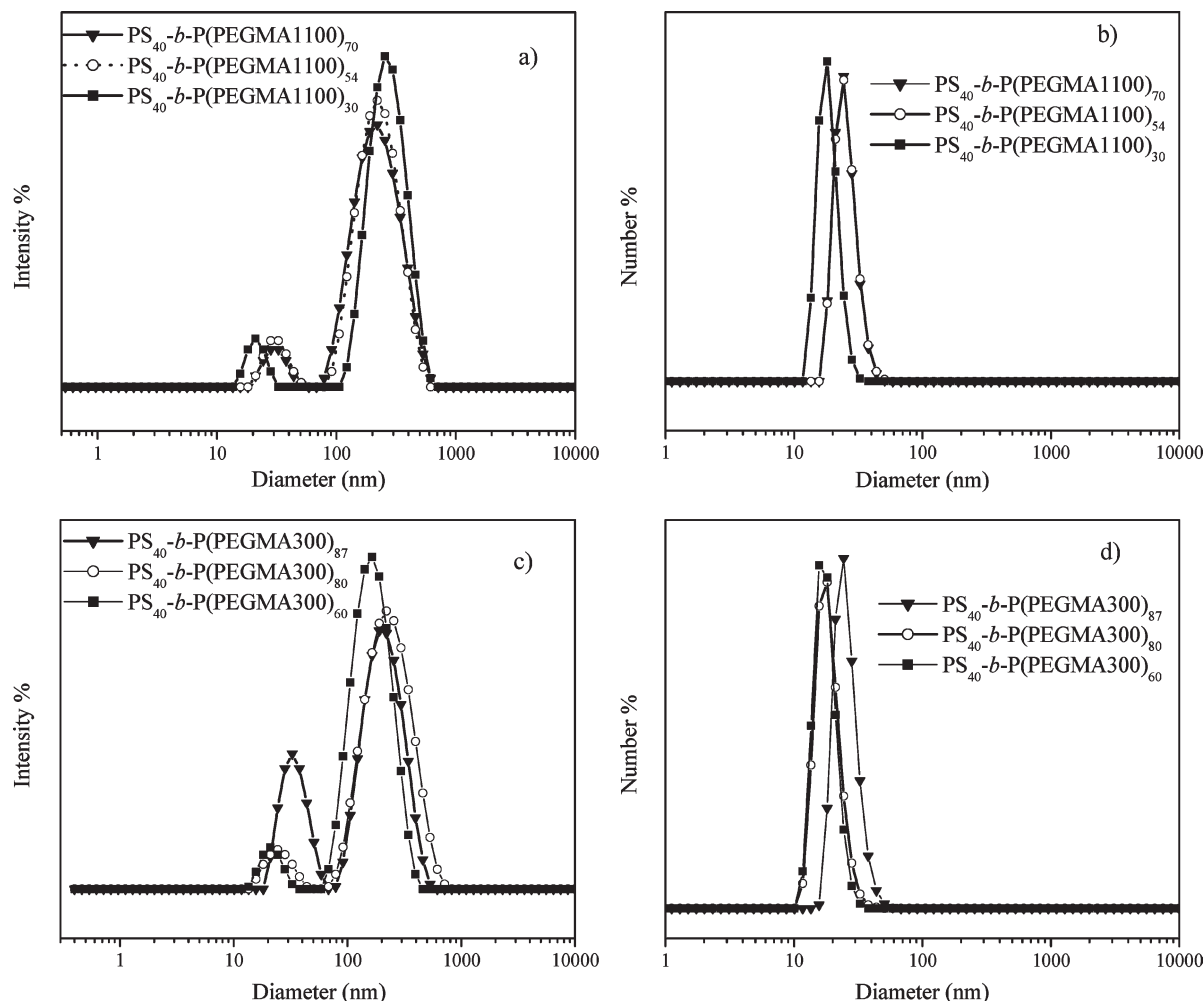 PS40-b-P(PEGMA1100)70
PS40-b-P(PEGMA1100)54
PS40-b-P(PEGMA1100)30
a)
Intensity %
1 10 100 1000 10000
Diameter (nm)
b)
PS40-b-P(PEGMA1100)70
PS40-b-P(PEGMA1100)54
PS40-b-P(PEGMA1100)30
Number %
1 10 100 1000 10000
Diameter (nm)
PS40-b-P(PEGMA300)87
PS40-b-P(PEGMA300)80
PS40-b-P(PEGMA300)60
c)
Intensity %
1 10 100 1000 10000
Diameter (nm)
d)
PS40-b-P(PEGMA300)87
PS40-b-P(PEGMA300)80
PS40-b-P(PEGMA300)60
Number %
1 10 100 1000 10000
Diameter (nm)